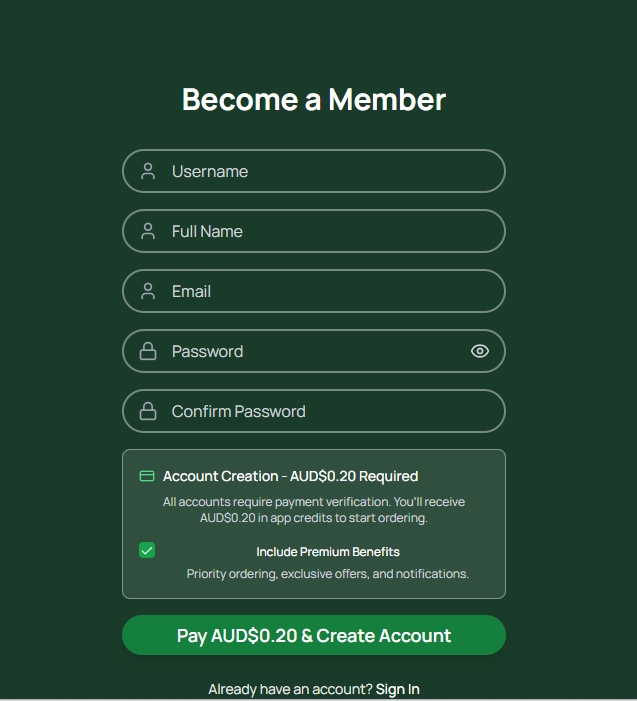 Become a Member
Username
Full Name
Email
Password
Confirm Password
Account Creation - AUD$0.20 Required
All accounts require payment verification. You'll receive
AUD$0.20 in app credits to start ordering.
Include Premium Benefits
Priority ordering, exclusive offers, and notifications.
Pay AUD$0.20 & Create Account
Already have an account? Sign In